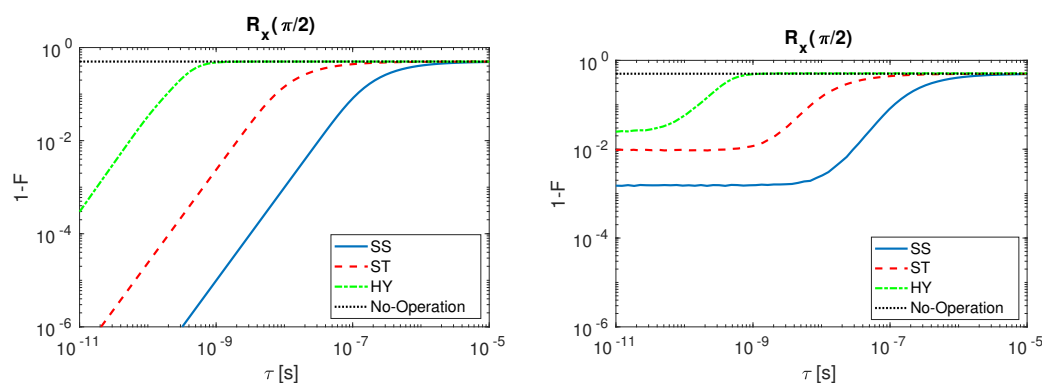 R_x(π/2)
10^0
10^-2
10^-4
10^-6
1-F
SS
ST
HY
No-Operation
10^-11
10^-9
10^-7
10^-5
τ [s]
R_x(π/2)
10^0
10^-2
10^-4
10^-6
1-F
SS
ST
HY
No-Operation
10^-11
10^-9
10^-7
10^-5
τ [s]